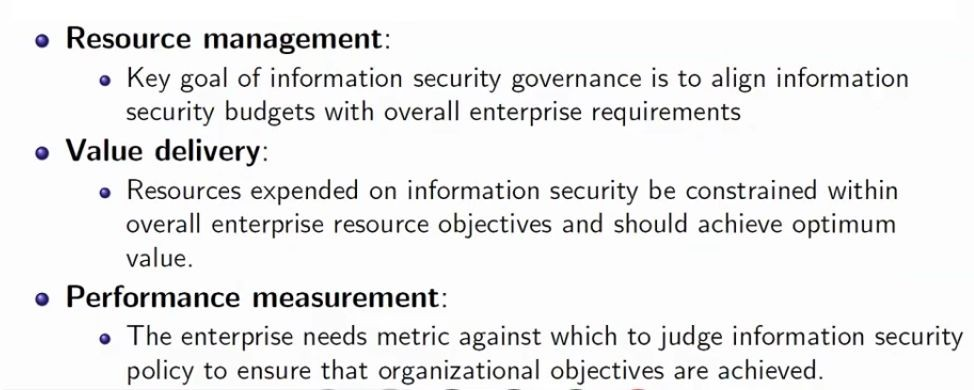 Resource management:
Key goal of information security governance is to align information
security budgets with overall enterprise requirements
Value delivery:
Resources expended on information security be constrained within
overall enterprise resource objectives and should achieve optimum
value.
Performance measurement:
The enterprise needs metric against which to judge information security
policy to ensure that organizational objectives are achieved.